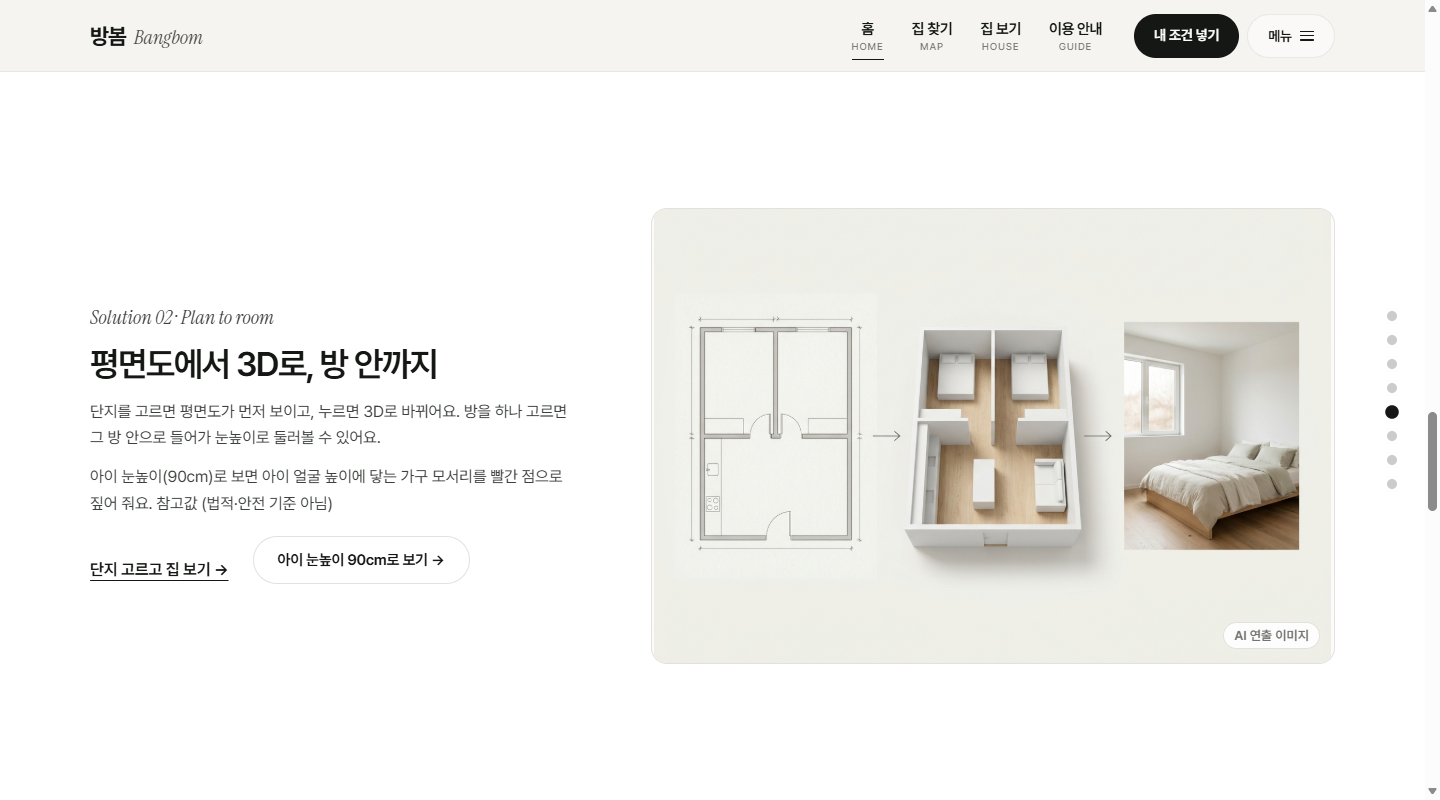 방봄 Bangbom
홈
HOME
집 찾기
MAP
집 보기
HOUSE
이용 안내
GUIDE
내 조건 넣기
메뉴
Solution 02 · Plan to room
평면도에서 3D로, 방 안까지
단지를 고르면 평면도가 먼저 보이고, 누르면 3D로 바뀌어요. 방을 하나 고르면
그 방 안으로 들어가 눈높이로 둘러볼 수 있어요.
아이 눈높이(90cm)로 보면 아이 얼굴 높이에 닿는 가구 모서리를 빨간 점으로
짚어 줘요. 참고값 (법적·안전 기준 아님)
단지 고르고 집 보기 →
아이 눈높이 90cm로 보기 →
AI 연출 이미지